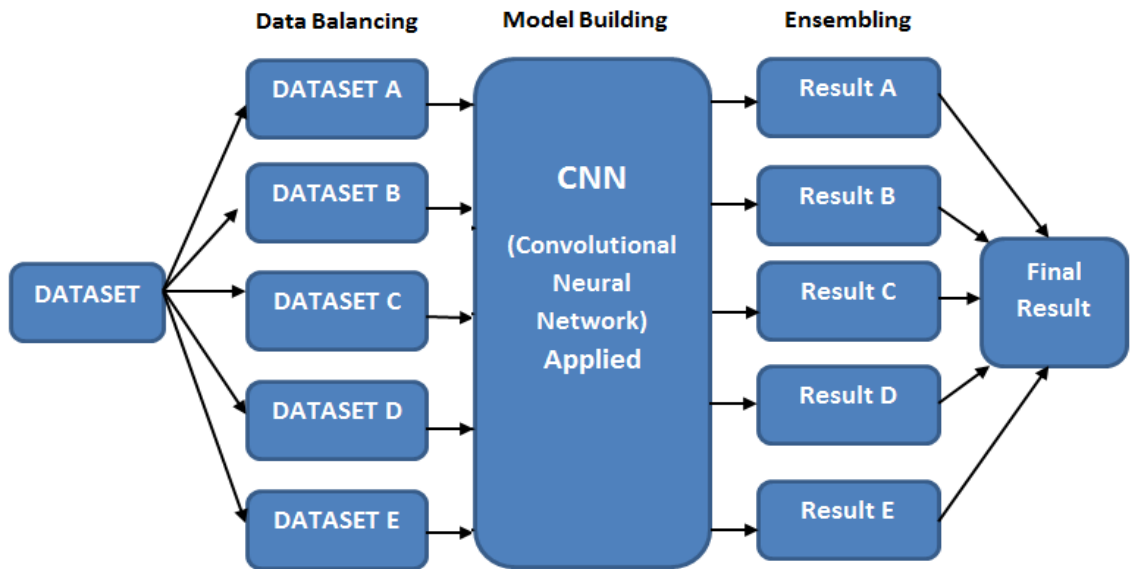 Data Balancing
Model Building
Ensembling
DATASET
DATASET A
DATASET B
DATASET C
DATASET D
DATASET E
CNN
(Convolutional
Neural
Network)
Applied
Result A
Result B
Result C
Result D
Result E
Final
Result